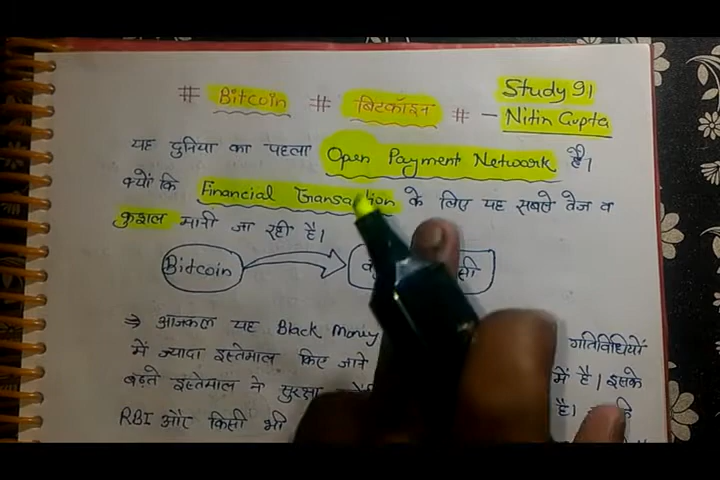 # Bitcoin # बिटकॉइन #
Study 91
- Nitin Gupta
यह दुनिया का पहला Open Payment Network है।
क्यों कि Financial Transaction के लिए यह सबसे तेज व
कुशल मानी जा रही है।
Bitcoin
⇒ आजकल यह Black Money गतिविधियों
में ज्यादा इस्तेमाल किए जाने में है। इसके
बढ़ते इस्तेमाल ने सुरक्षा है।
RBI और किसी भी